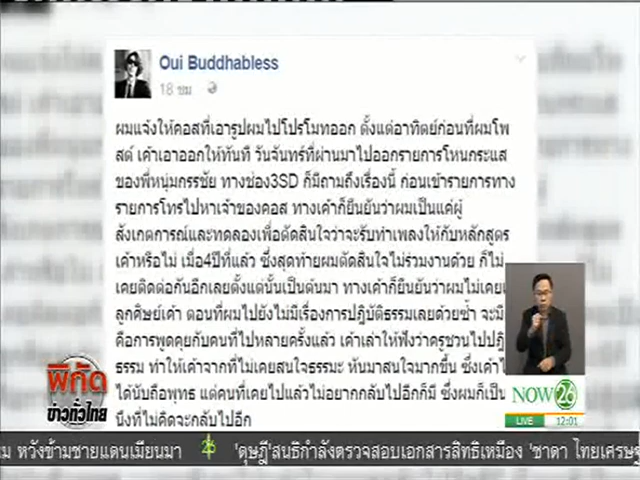 Oui Buddhabless
18 ชม
ผมแจ้งให้คอสที่เอารูปผมไปโปรโมทออก ตั้งแต่อาทิตย์ก่อนที่ผมโพ
สต์ เค้าเอาออกให้ทันที วันจันทร์ที่ผ่านมาไปออกรายการโหนกระแส
ของพี่หนุ่มกรรชัย ทางช่อง3SD ก็มีถามถึงเรื่องนี้ ก่อนเข้ารายการทาง
รายการโทรไปหาเจ้าของคอส ทางเค้าก็ยืนยันว่าผมเป็นแค่ผู้
สังเกตการณ์และทดลองเพื่อตัดสินใจว่าจะรับทำเพลงให้กับหลักสูตร
เค้าหรือไม่ เมื่อ4ปีที่แล้ว ซึ่งสุดท้ายผมตัดสินใจไม่ร่วมงานด้วย ก็ไม่
เคยติดต่อกันอีกเลยตั้งแต่นั้นเป็นต้นมา ทางเค้าก็ยืนยันว่าผมไม่เคยเ
ลูกศิษย์เค้า ตอนที่ผมไปยังไม่มีเรื่องการปฏิบัติธรรมเลยด้วยซ้ำ จะมี
คือการพูดคุยกับคนที่ไปหลายครั้งแล้ว เค้าเล่าให้ฟังว่าครูชวนไปปฏิ
ธรรม ทำให้เค้าจากที่ไม่เคยสนใจธรรมะ หันมาสนใจมากขึ้น ซึ่งเค้าไ
ได้นับถือพุทธ แต่คนที่เคยไปแล้วไม่อยากกลับไปอีกก็มี ซึ่งผมก็เป็น
นึงที่ไม่คิดจะกลับไปอีก
พิกัด
ข่าวทั่วไทย
NOW26
LIVE 12:01
ม หวังข้ามชายแดนเมียนมา 'ดุษฎี'สนธิกำลังตรวจสอบเอกสารสิทธิเหมือง 'ชาดา ไทยเศรษฐ